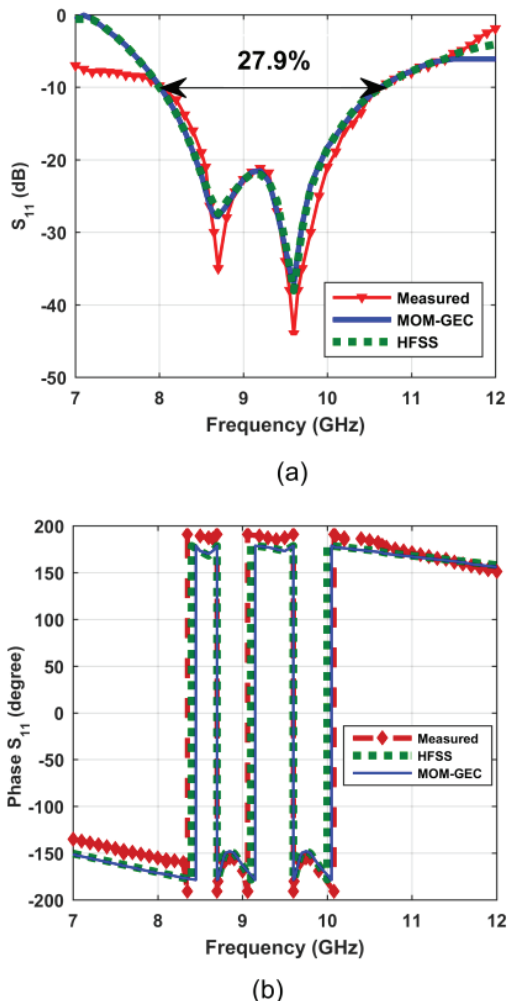 0
-10
-20
-30
-40
-50
S11 (dB)
27.9%
Measured
MOM-GEC
HFSS
7 8 9 10 11 12
Frequency (GHz)
(a)
200
150
100
50
0
-50
-100
-150
-200
Phase S11 (degree)
Measured
HFSS
MOM-GEC
7 8 9 10 11 12
Frequency (GHz)
(b)